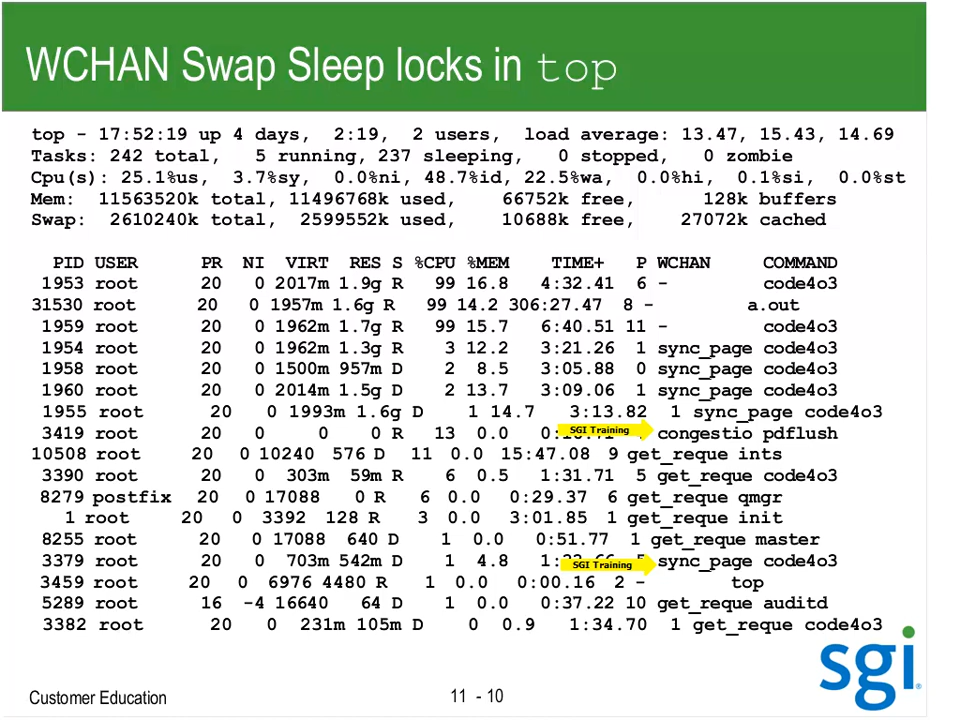 WCHAN Swap Sleep locks in top
top - 17:52:19 up 4 days,  2:19,  2 users,  load average: 13.47, 15.43, 14.69
Tasks: 242 total,   5 running, 237 sleeping,   0 stopped,   0 zombie
Cpu(s): 25.1%us,  3.7%sy,  0.0%ni, 48.7%id, 22.5%wa,  0.0%hi,  0.1%si,  0.0%st
Mem:  11563520k total, 11496768k used,    66752k free,     128k buffers
Swap:  2610240k total,  2599552k used,    10688k free,    27072k cached
PID USER      PR  NI  VIRT  RES S %CPU %MEM    TIME+   P WCHAN     COMMAND
1953 root      20   0 2017m 1.9g R   99 16.8   4:32.41  6 -         code4o3
31530 root      20   0 1957m 1.6g R   99 14.2 306:27.47  8 -         a.out
1959 root      20   0 1962m 1.7g R   99 15.7   6:40.51 11 -         code4o3
1954 root      20   0 1962m 1.3g R    3 12.2   3:21.26  1 sync_page code4o3
1958 root      20   0 1500m 957m D    2  8.5   3:05.88  0 sync_page code4o3
1960 root      20   0 2014m 1.5g D    2 13.7   3:09.06  1 sync_page code4o3
1955 root      20   0 1993m 1.6g D    1 14.7   3:13.82  1 sync_page code4o3
3419 root      20   0     0    0 R   13  0.0 SGI Training congestio pdflush
10508 root      20   0 10240  576 D   11  0.0  15:47.08  9 get_reque ints
3390 root      20   0  303m  59m R    6  0.5   1:31.71  5 get_reque code4o3
8279 postfix   20   0 17088    0 R    6  0.0   0:29.37  6 get_reque qmgr
1 root      20   0  3392  128 R    3  0.0   3:01.85  1 get_reque init
8255 root      20   0 17088  640 D    1  0.0   0:51.77  1 get_reque master
3379 root      20   0  703m 542m D    1  4.8 SGI Training sync_page code4o3
3459 root      20   0  6976 4480 R    1  0.0   0:00.16  2 -         top
5289 root      16  -4 16640   64 D    1  0.0   0:37.22 10 get_reque auditd
3382 root      20   0  231m 105m D    0  0.9   1:34.70  1 get_reque code4o3
sgi®
Customer Education
11 - 10